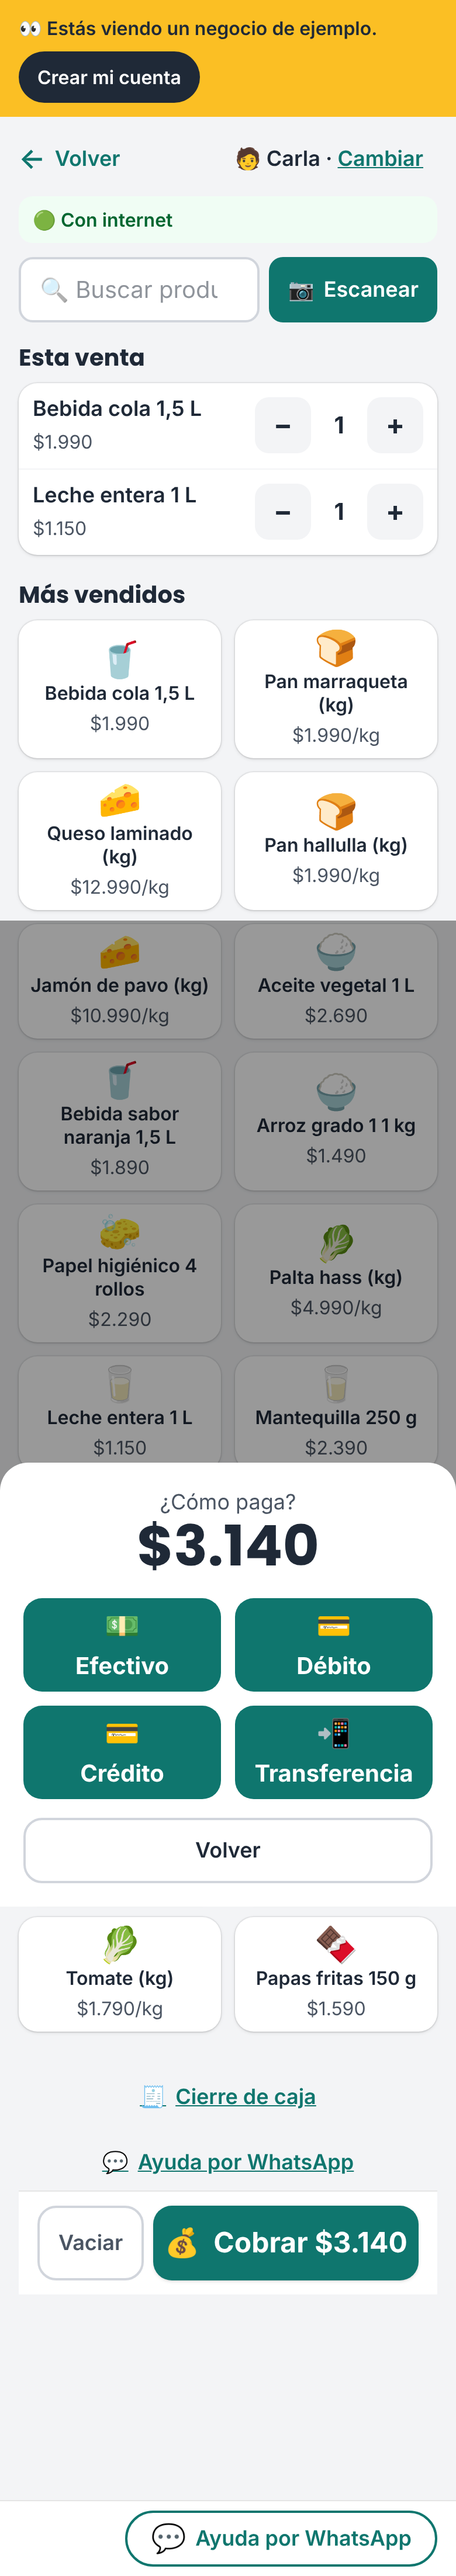 👀 Estás viendo un negocio de ejemplo.
Crear mi cuenta
← Volver
🧑 Carla · Cambiar
🟢 Con internet
🔍 Buscar produ
📷 Escanear
Esta venta
Bebida cola 1,5 L
$1.990
− 1 +
Leche entera 1 L
$1.150
− 1 +
Más vendidos
Bebida cola 1,5 L
$1.990
Pan marraqueta
(kg)
$1.990/kg
Queso laminado
(kg)
$12.990/kg
Pan hallulla (kg)
$1.990/kg
Jamón de pavo (kg)
$10.990/kg
Aceite vegetal 1 L
$2.690
Bebida sabor
naranja 1,5 L
$1.890
Arroz grado 1 1 kg
$1.490
Papel higiénico 4
rollos
$2.290
Palta hass (kg)
$4.990/kg
Leche entera 1 L
$1.150
Mantequilla 250 g
$2.390
¿Cómo paga?
$3.140
Efectivo
Débito
Crédito
Transferencia
Volver
Tomate (kg)
$1.790/kg
Papas fritas 150 g
$1.590
🧾 Cierre de caja
💬 Ayuda por WhatsApp
Vaciar
💰 Cobrar $3.140
💬 Ayuda por WhatsApp